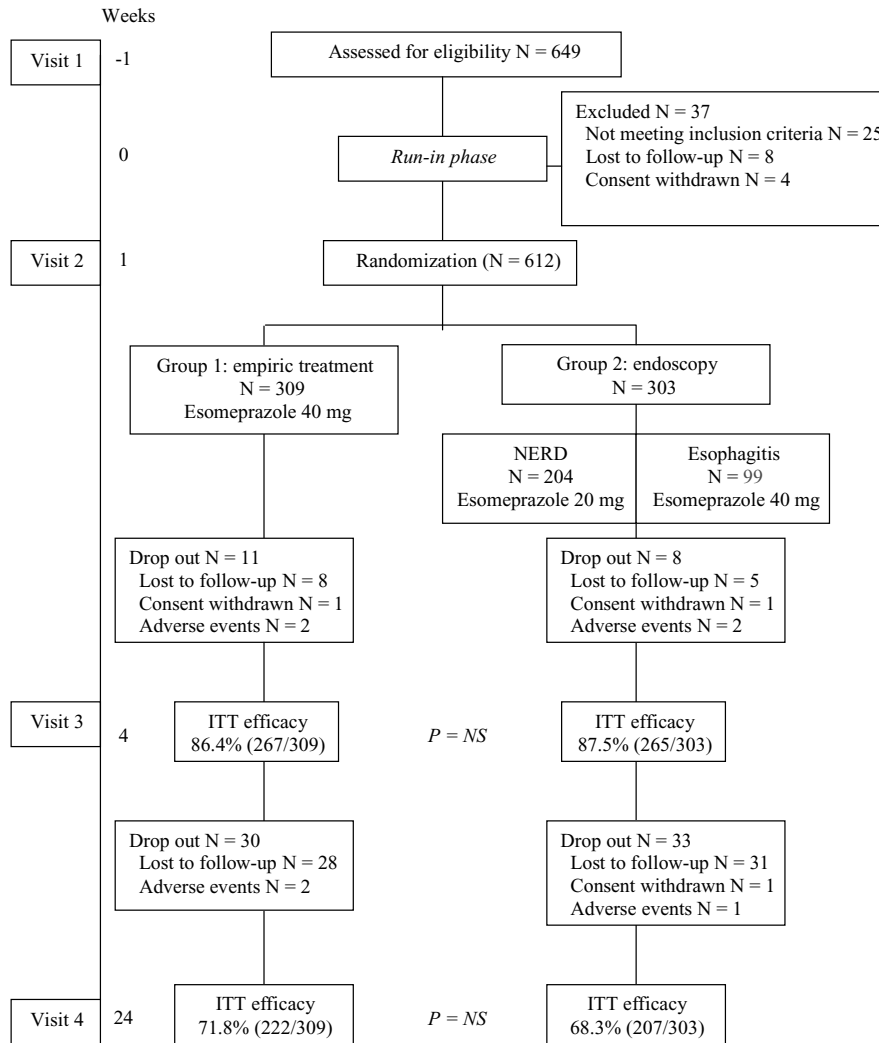 Weeks
Visit 1
-1
Assessed for eligibility N = 649
Excluded N = 37
Not meeting inclusion criteria N = 25
Lost to follow-up N = 8
Consent withdrawn N = 4
0
Run-in phase
Visit 2
1
Randomization (N = 612)
Group 1: empiric treatment
N = 309
Esomeprazole 40 mg
Group 2: endoscopy
N = 303
NERD
N = 204
Esomeprazole 20 mg
Esophagitis
N = 99
Esomeprazole 40 mg
Drop out N = 11
Lost to follow-up N = 8
Consent withdrawn N = 1
Adverse events N = 2
Drop out N = 8
Lost to follow-up N = 5
Consent withdrawn N = 1
Adverse events N = 2
Visit 3
4
ITT efficacy
86.4% (267/309)
P = NS
ITT efficacy
87.5% (265/303)
Drop out N = 30
Lost to follow-up N = 28
Adverse events N = 2
Drop out N = 33
Lost to follow-up N = 31
Consent withdrawn N = 1
Adverse events N = 1
Visit 4
24
ITT efficacy
71.8% (222/309)
P = NS
ITT efficacy
68.3% (207/303)